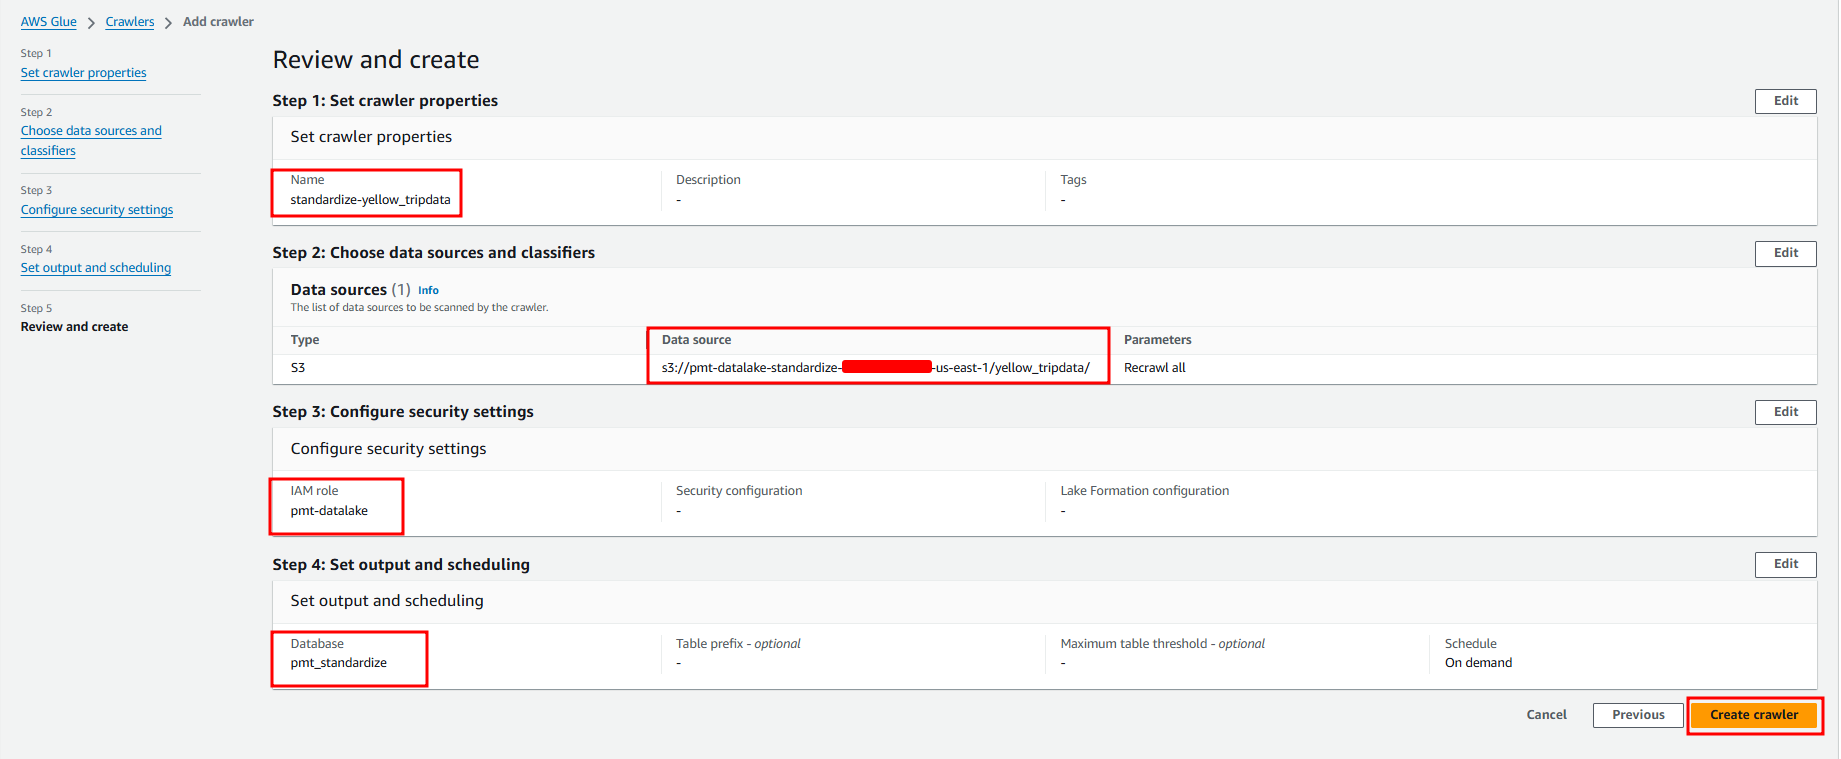 AWS Glue > Crawlers > Add crawler
Step 1
Set crawler properties
Step 2
Choose data sources and
classifiers
Step 3
Configure security settings
Step 4
Set output and scheduling
Step 5
Review and create
Review and create
Step 1: Set crawler properties
Edit
Set crawler properties
Name
standardize-yellow_tripdata
Description
-
Tags
-
Step 2: Choose data sources and classifiers
Edit
Data sources (1) Info
The list of data sources to be scanned by the crawler.
Type Data source Parameters
S3 s3://pmt-datalake-standardize- -us-east-1/yellow_tripdata/ Recrawl all
Step 3: Configure security settings
Edit
Configure security settings
IAM role
pmt-datalake
Security configuration
-
Lake Formation configuration
-
Step 4: Set output and scheduling
Edit
Set output and scheduling
Database
pmt_standardize
Table prefix - optional
-
Maximum table threshold - optional
-
Schedule
On demand
Cancel Previous Create crawler